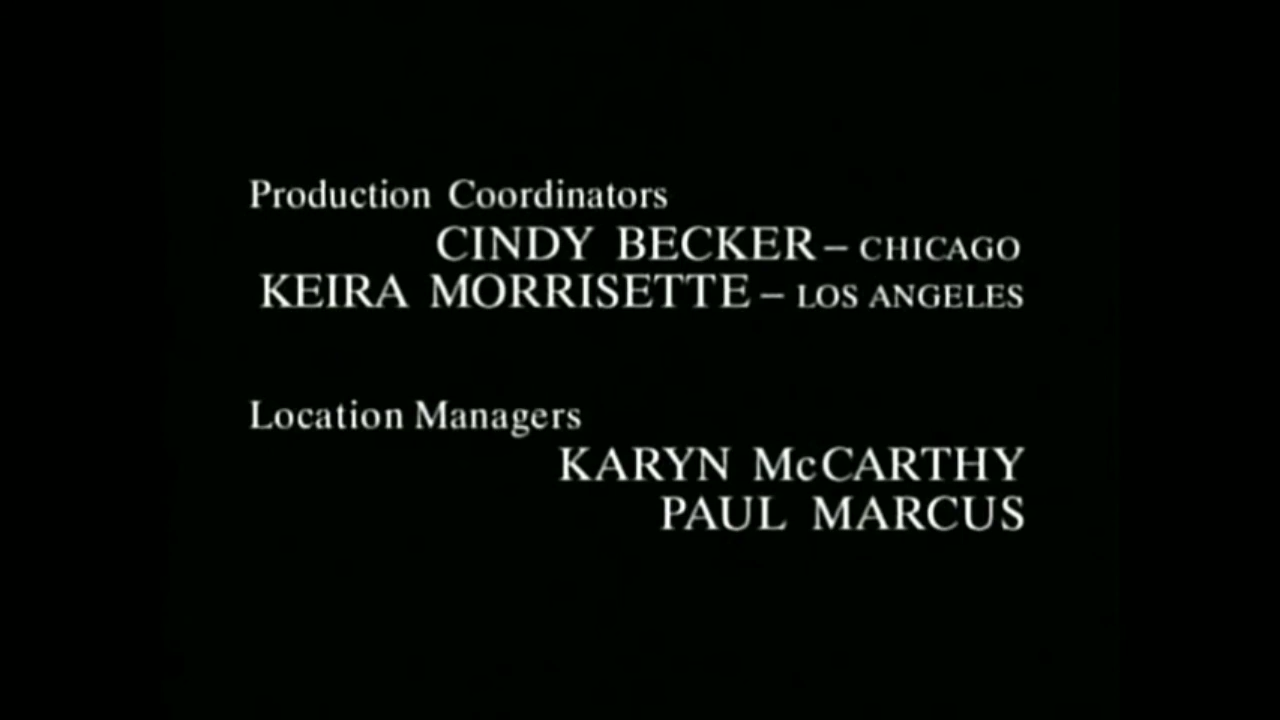 Production Coordinators
CINDY BECKER – CHICAGO
KEIRA MORRISETTE – LOS ANGELES
Location Managers
KARYN McCARTHY
PAUL MARCUS